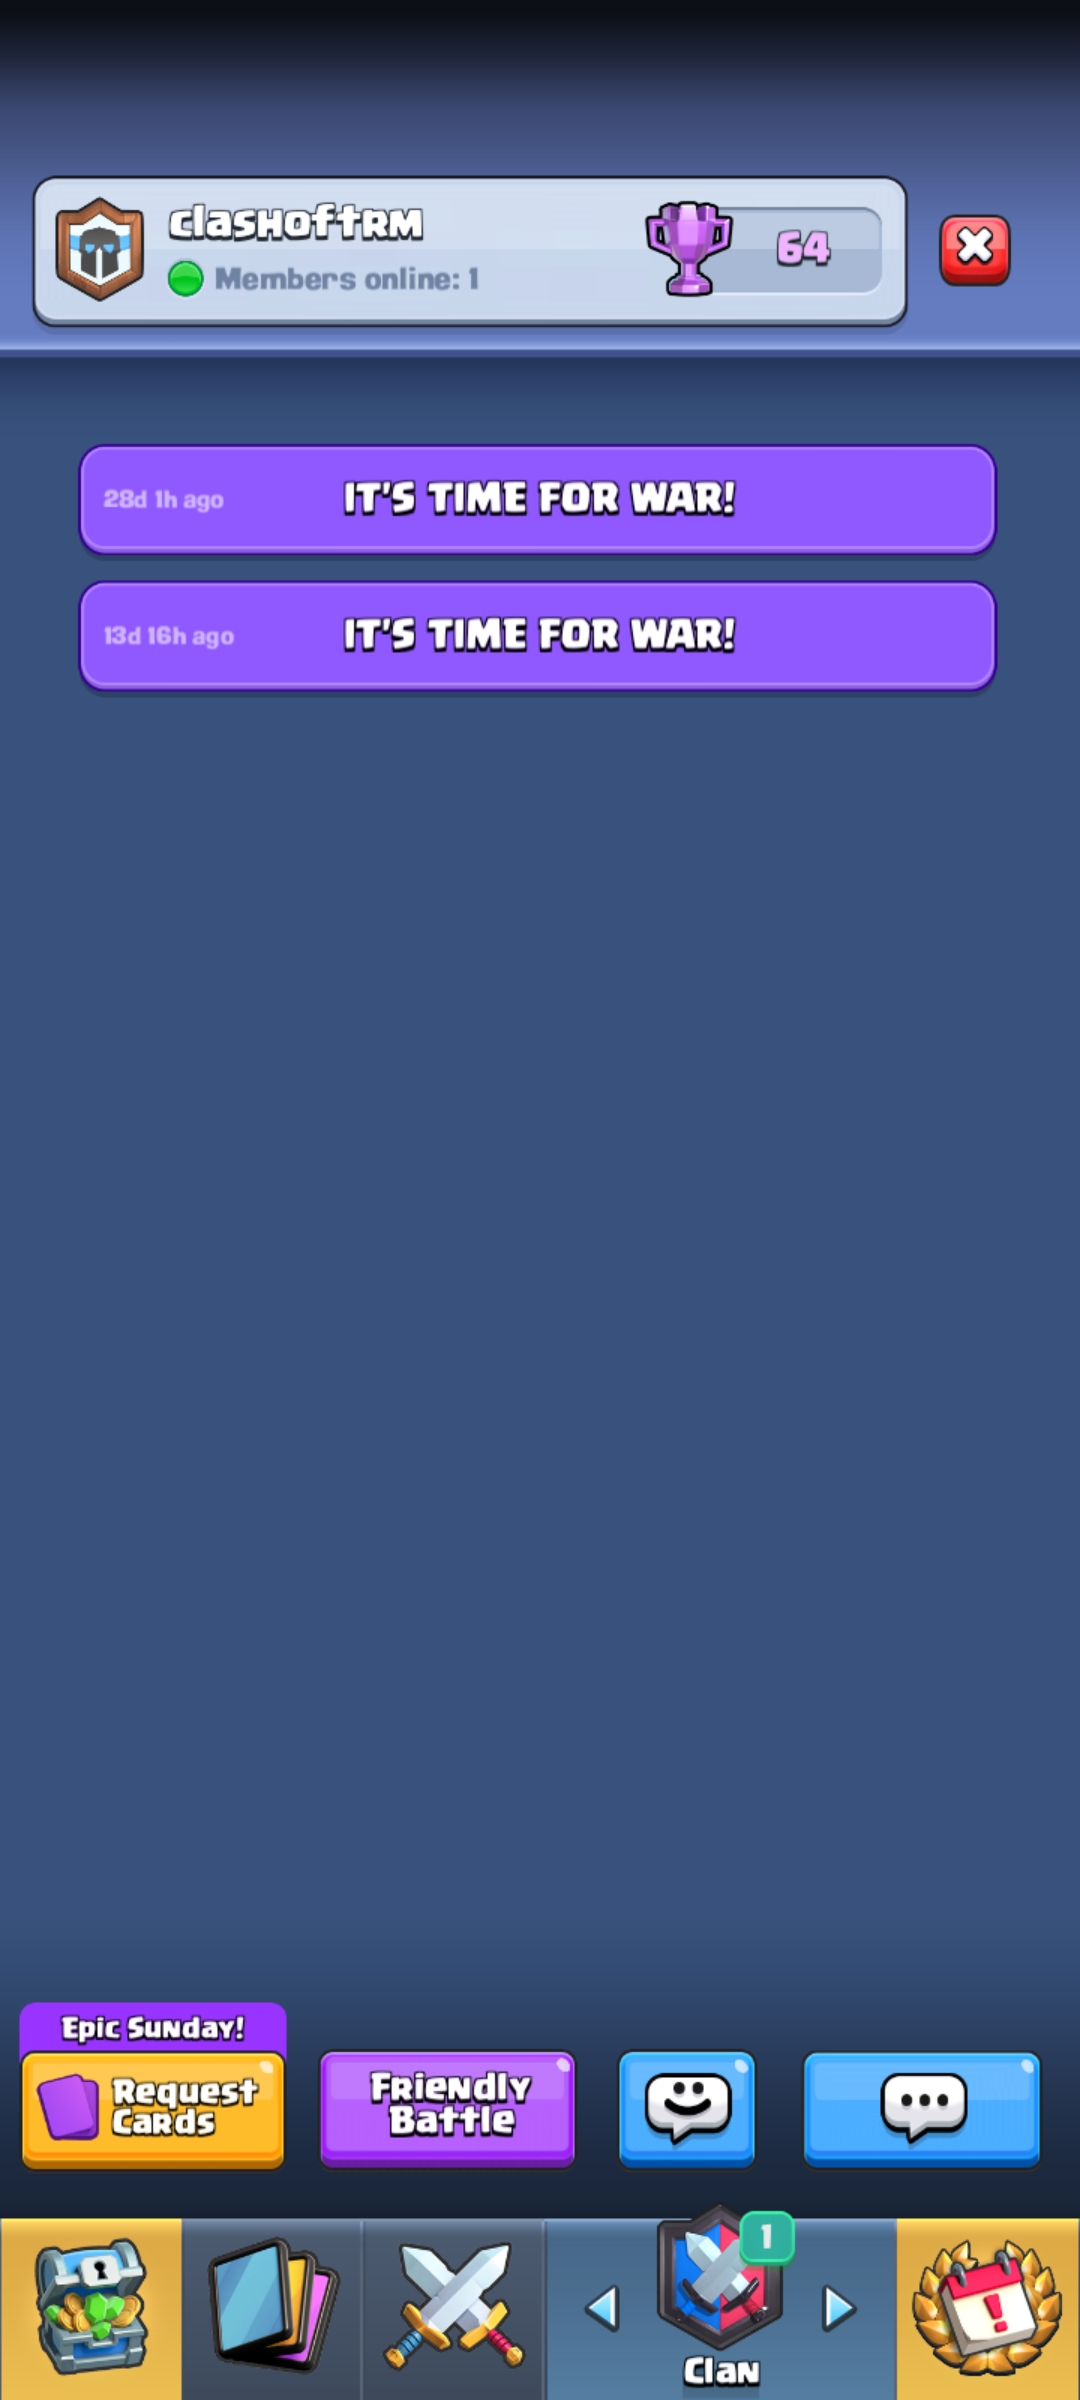 clashoftrm
64
Members online: 1
28d 1h ago
IT'S TIME FOR WAR!
13d 16h ago
IT'S TIME FOR WAR!
Epic Sunday!
Request
Cards
Friendly
Battle
1
Clan